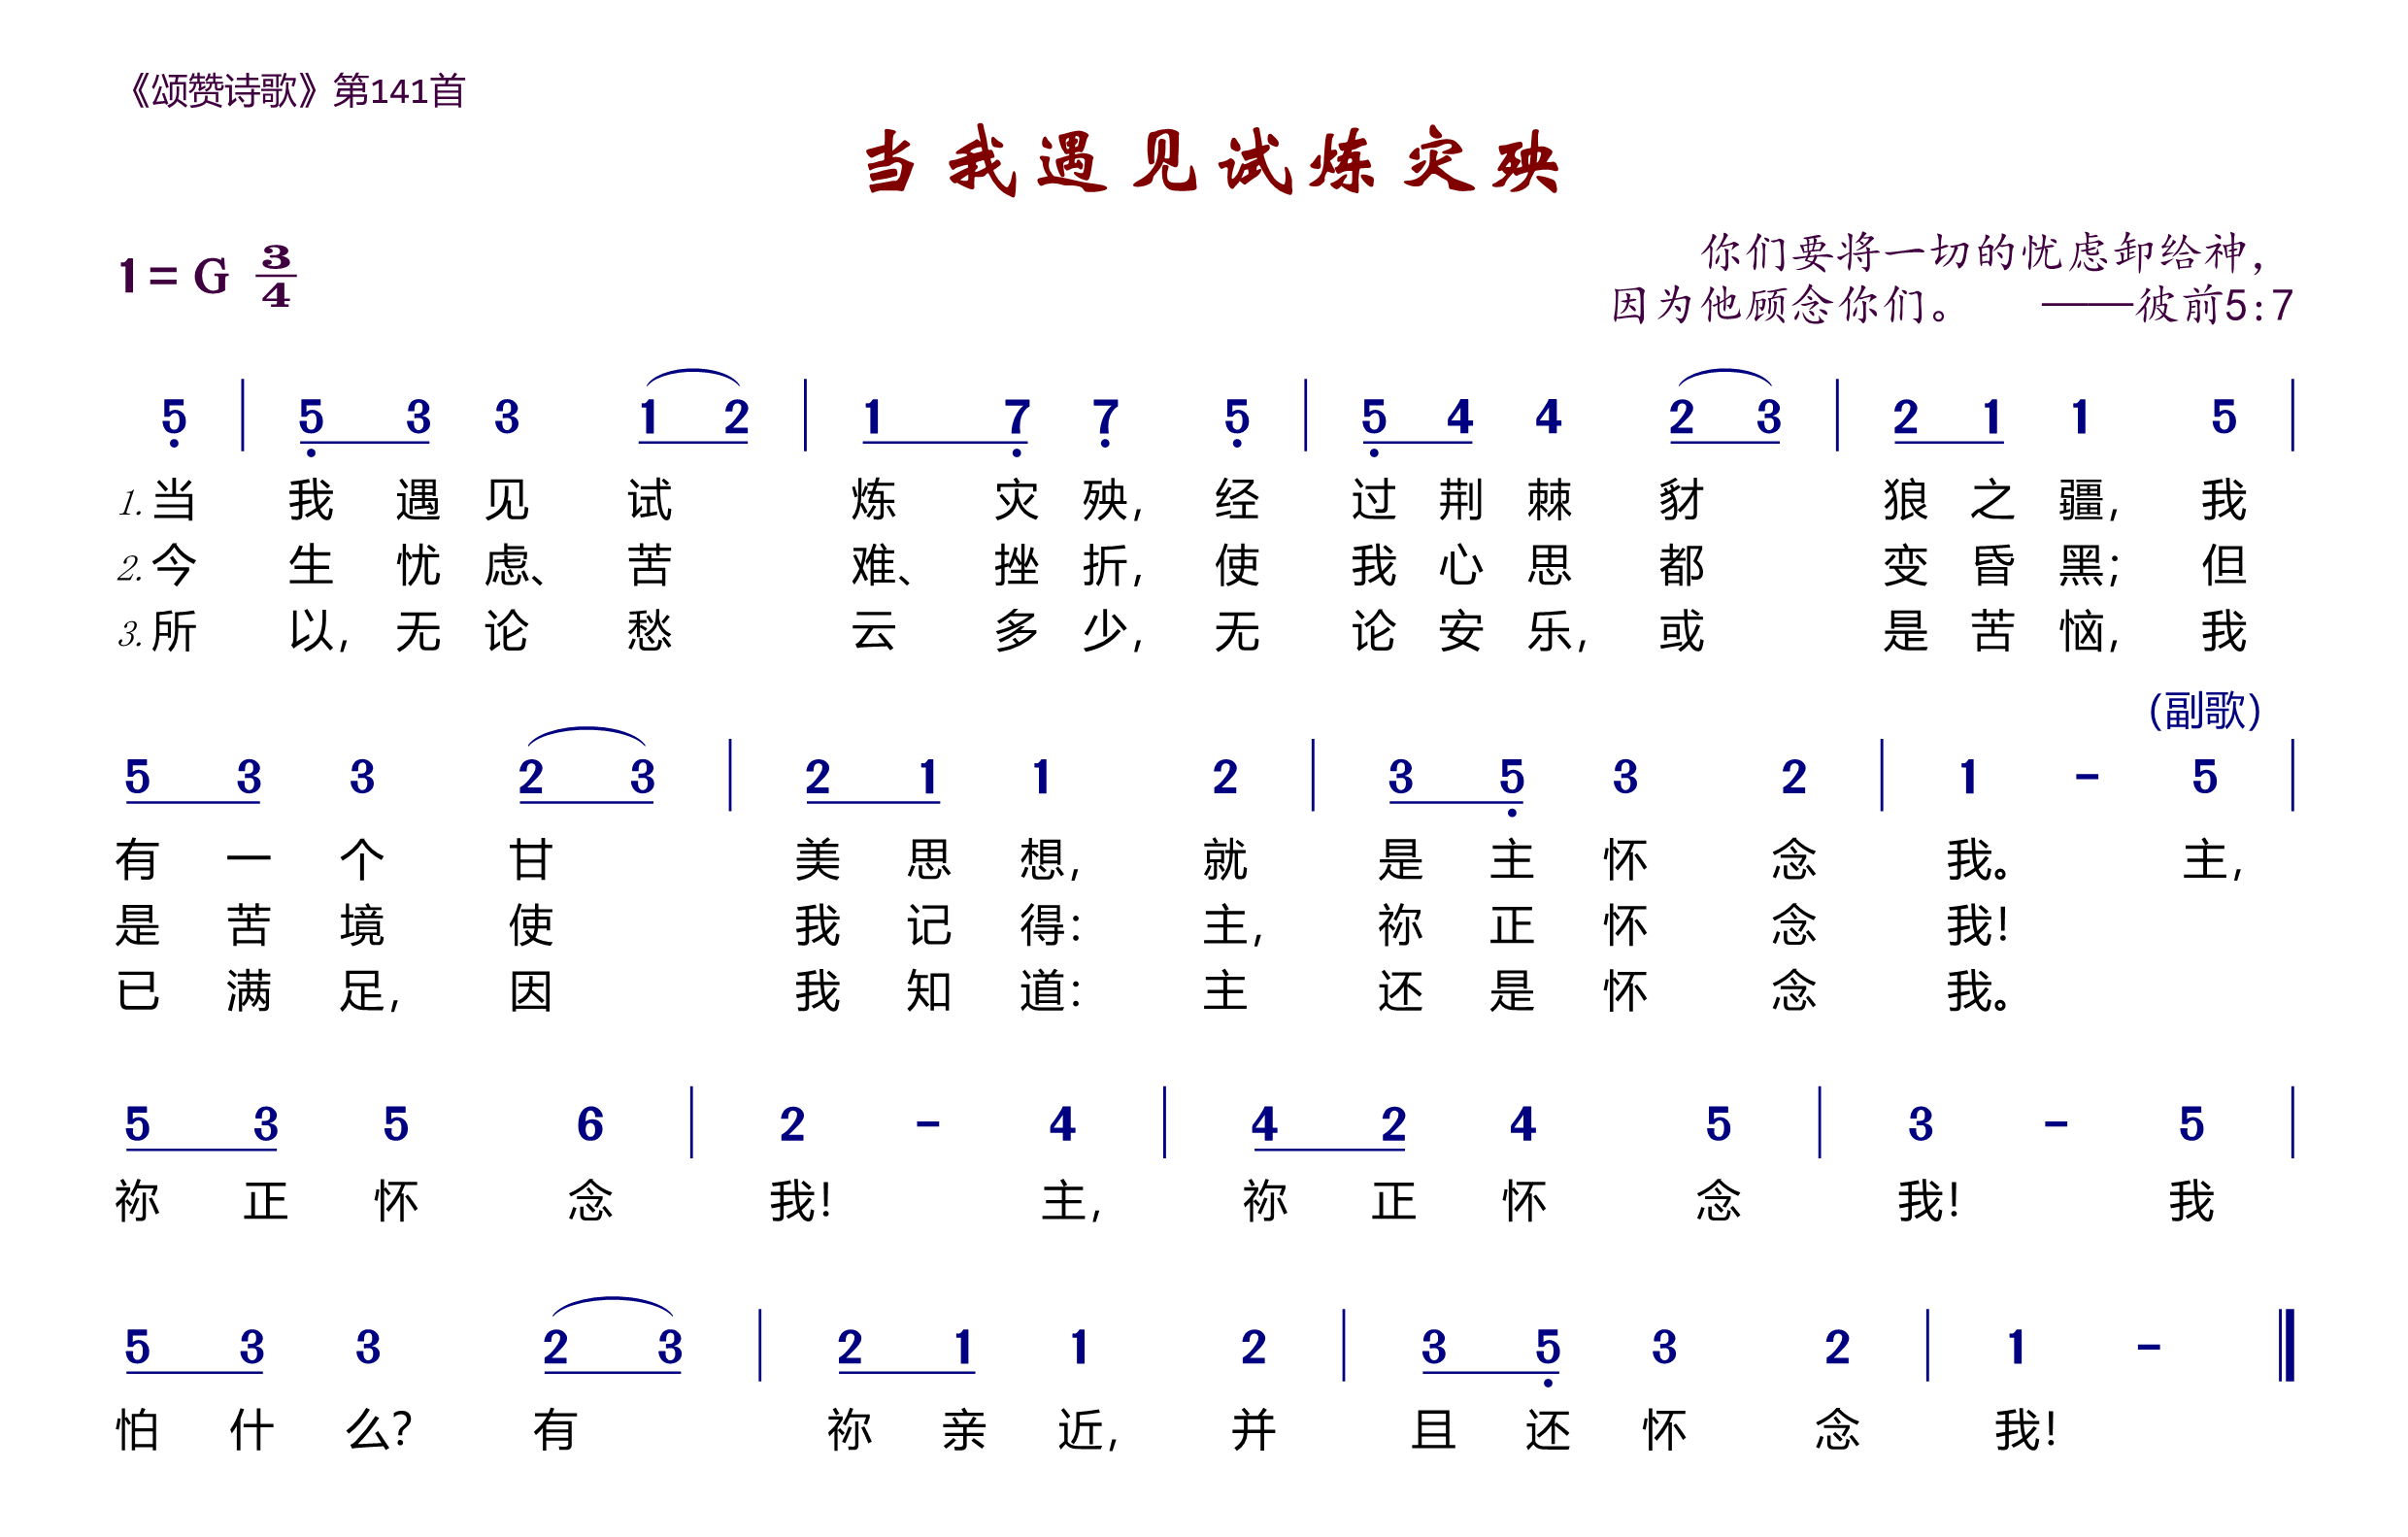 《颂赞诗歌》第141首
当我遇见试炼灾殃
1=G 3/4
你们要将一切的忧虑卸给神，
因为他顾念你们。 ——彼前5:7
5 | 5 3 3 1 2 | 1 7 7 5 | 5 4 4 2 3 | 2 1 1 5 |
1. 当我遇见试炼灾殃，经过荆棘豺狼之疆，我
2. 今生忧虑、苦难、挫折，使我心思都变昏黑；但
3. 所以，无论愁云多少，无论安乐，或是苦恼，我
(副歌)
5 3 3 2 3 | 2 1 1 2 | 3 5 3 2 | 1 - 5 |
有一个甘美思想，就是主怀念我。主，
是苦境使我记得：主，祢正怀念我！
已满足，因我知道：主还是怀念我。
5 3 5 6 | 2 - 4 | 4 2 4 5 | 3 - 5 |
祢正怀念我！主，祢正怀念我！我
5 3 3 2 3 | 2 1 1 2 | 3 5 3 2 | 1 - ‖
怕什么？有祢亲近，并且还怀念我！